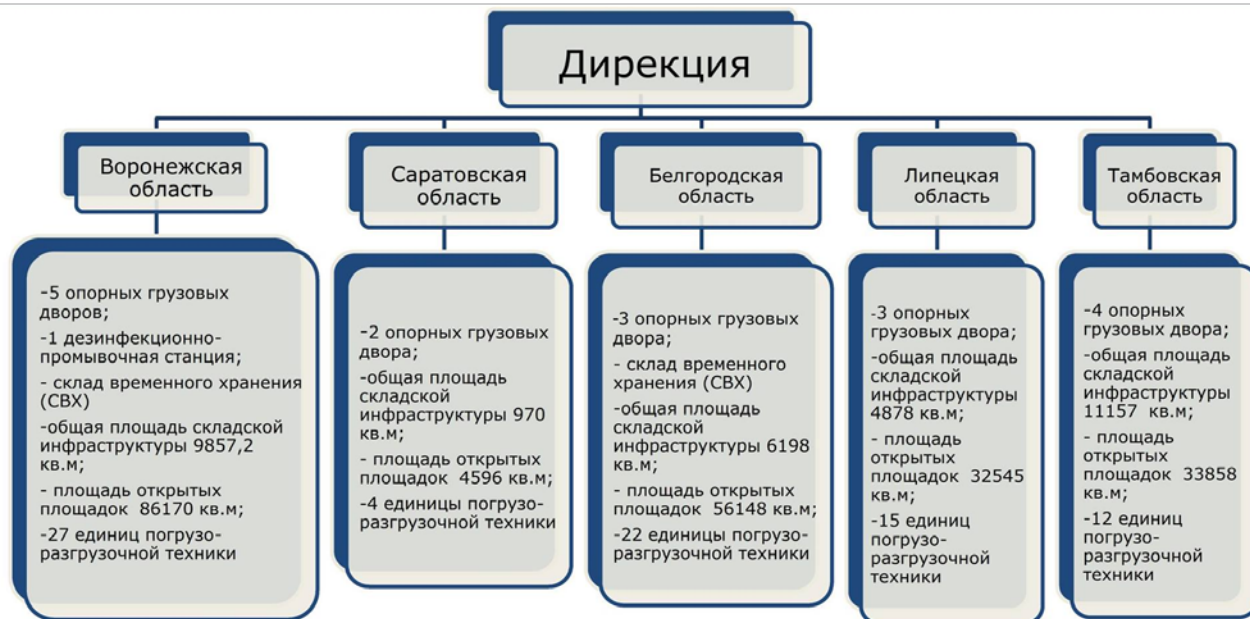 Дирекция
Воронежская
область
Саратовская
область
Белгородская
область
Липецкая
область
Тамбовская
область
-5 опорных грузовых
дворов;
-1 дезинфекционно-
промывочная станция;
- склад временного хранения
(СВХ)
-общая площадь складской
инфраструктуры 9857,2
кв.м;
- площадь открытых
площадок 86170 кв.м;
-27 единиц погрузо-
разгрузочной техники
-2 опорных грузовых
двора;
-общая площадь
складской
инфраструктуры 970
кв.м;
- площадь открытых
площадок 4596 кв.м;
-4 единицы погрузо-
разгрузочной техники
-3 опорных грузовых
двора;
- склад временного
хранения (СВХ)
-общая площадь
складской
инфраструктуры 6198
кв.м;
- площадь открытых
площадок 56148 кв.м;
-22 единицы погрузо-
разгрузочной техники
-3 опорных
грузовых двора;
-общая площадь
складской
инфраструктуры
4878 кв.м;
- площадь
открытых
площадок 32545
кв.м;
-15 единиц
погрузо-
разгрузочной
техники
-4 опорных
грузовых двора;
-общая площадь
складской
инфраструктуры
11157 кв.м;
- площадь
открытых
площадок 33858
кв.м;
-12 единиц
погрузо-
разгрузочной
техники